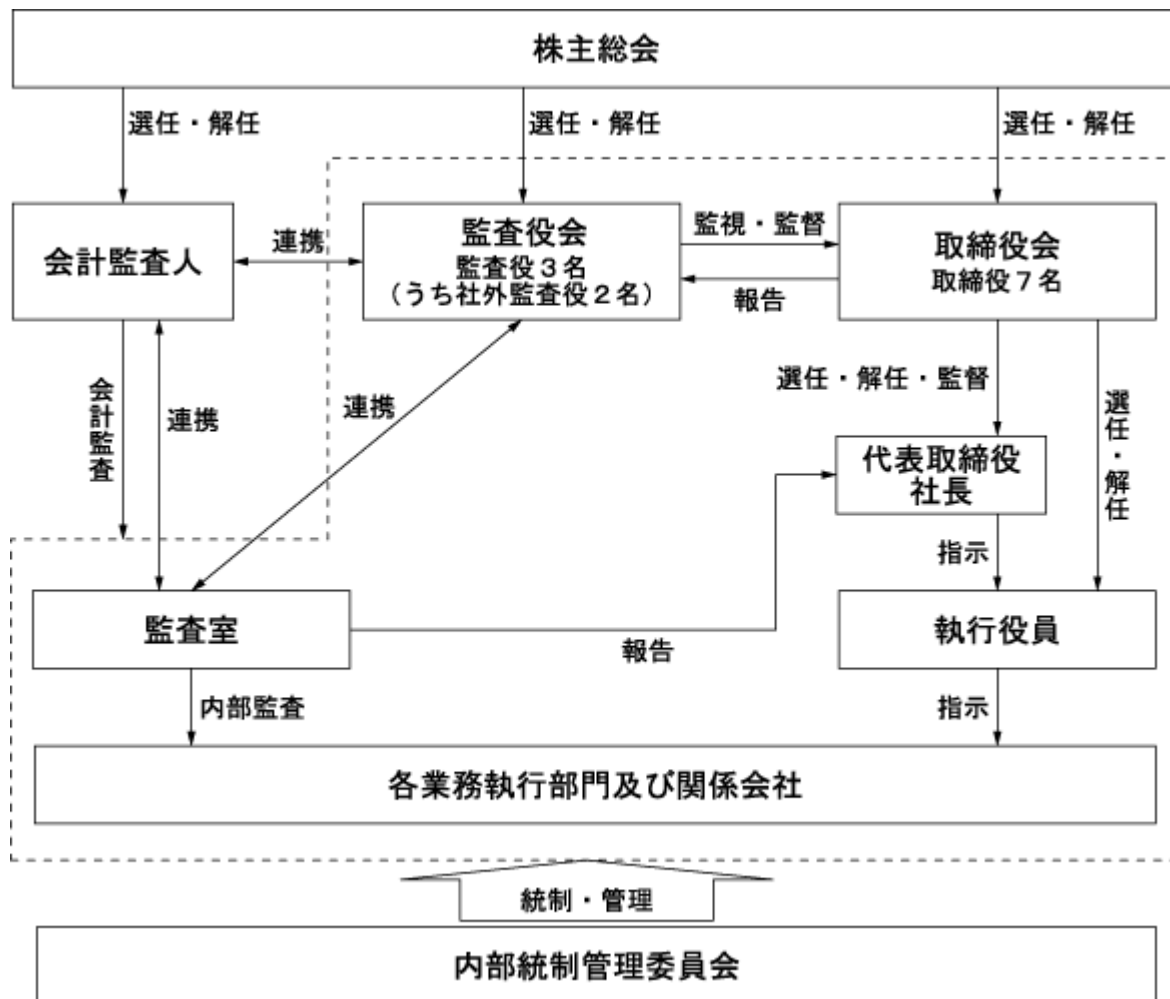 株主総会
選任・解任
選任・解任
選任・解任
会計監査人
連携
監査役会
監査役３名
（うち社外監査役２名）
監視・監督
報告
取締役会
取締役７名
会計監査
連携
連携
選任・解任・監督
選任・解任
代表取締役
社長
指示
監査室
報告
執行役員
内部監査
指示
各業務執行部門及び関係会社
統制・管理
内部統制管理委員会